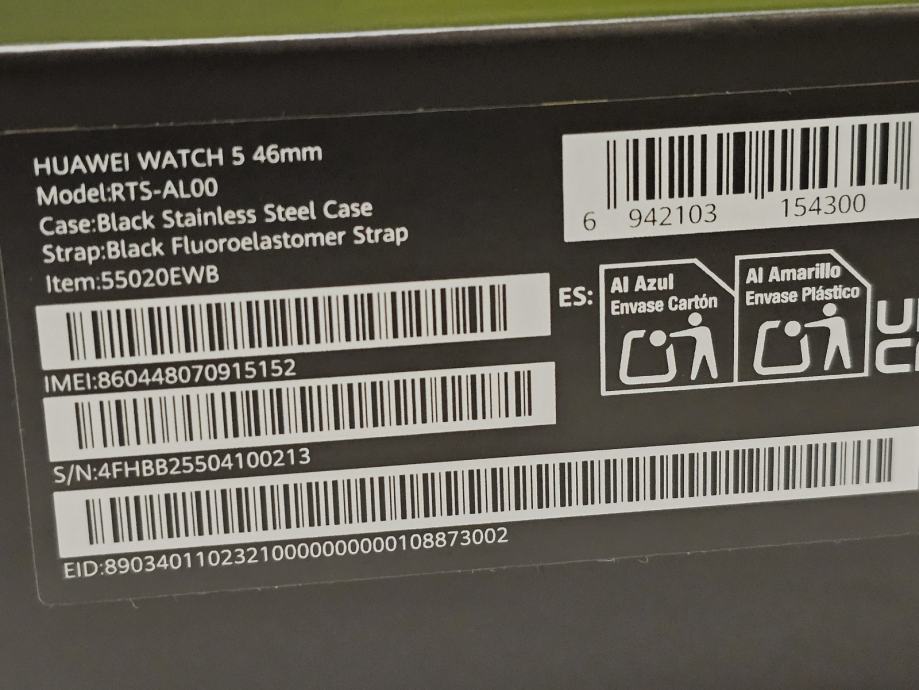 HUAWEI WATCH 5 46mm
Model:RTS-AL00
Case:Black Stainless Steel Case
Strap:Black Fluoroelastomer Strap
Item:55020EWB
IMEI:860448070915152
S/N:4FHBB25504100213
EID:89034011023210000000000108873002
6 942103 154300
ES:
Al Azul
Envase Cartón
Al Amarillo
Envase Plástico